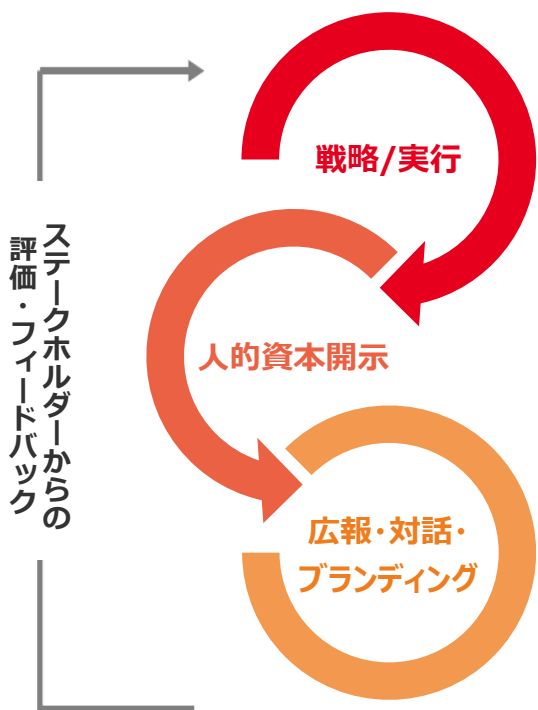 戦略/実行
人的資本開示
広報・対話・
ブランディング
ステークホルダーからの
評価・フィードバック